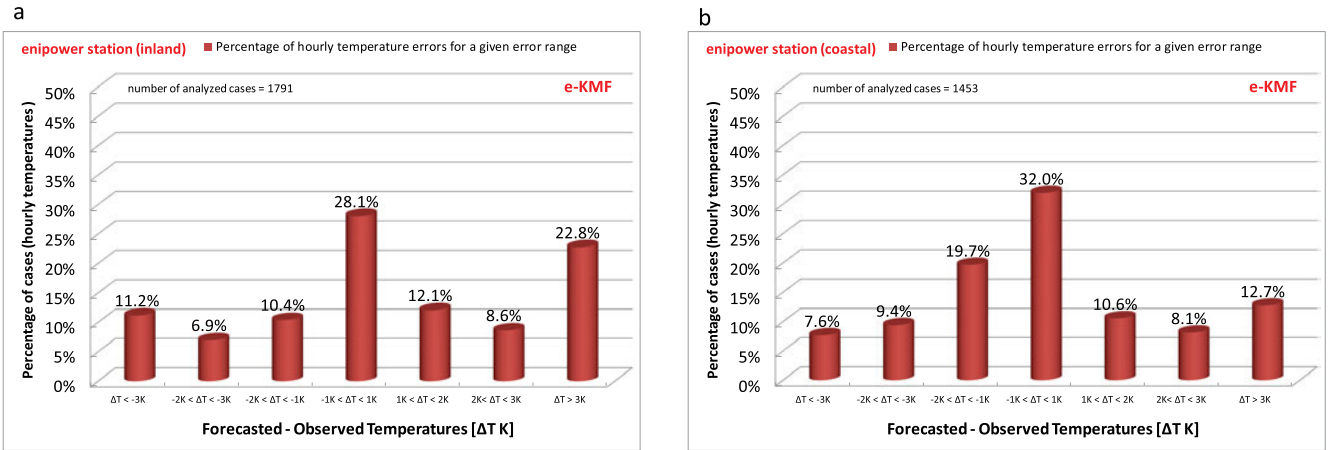 a
enipower station (inland) Percentage of hourly temperature errors for a given error range
number of analyzed cases = 1791
e-KMF
Percentage of cases (hourly temperatures )
50%
45%
40%
35%
30%
25%
20%
15%
10%
5%
0%
11.2%
6.9%
10.4%
28.1%
12.1%
8.6%
22.8%
ΔT < -3K
-2K < ΔT < -3K
-2K < ΔT < -1K
-1K < ΔT < 1K
1K < ΔT < 2K
2K< ΔT < 3K
ΔT > 3K
Forecasted - Observed Temperatures [ΔT K]
b
enipower station (coastal) Percentage of hourly temperature errors for a given error range
number of analyzed cases = 1453
e-KMF
Percentage of cases (hourly temperatures )
50%
45%
40%
35%
30%
25%
20%
15%
10%
5%
0%
7.6%
9.4%
19.7%
32.0%
10.6%
8.1%
12.7%
ΔT < -3K
-2K < ΔT < -3K
-2K < ΔT < -1K
-1K < ΔT < 1K
1K < ΔT < 2K
2K< ΔT < 3K
ΔT > 3K
Forecasted - Observed Temperatures [ΔT K]